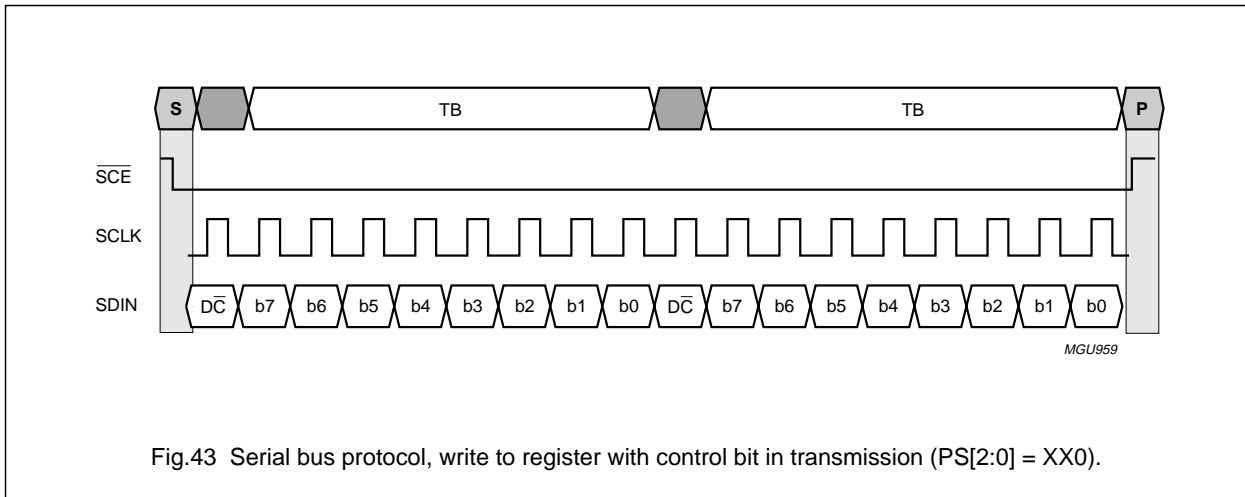 S TB TB P
SCE
SCLK
SDIN DC b7 b6 b5 b4 b3 b2 b1 b0 DC b7 b6 b5 b4 b3 b2 b1 b0
MGU959
Fig.43 Serial bus protocol, write to register with control bit in transmission (PS[2:0] = XX0).